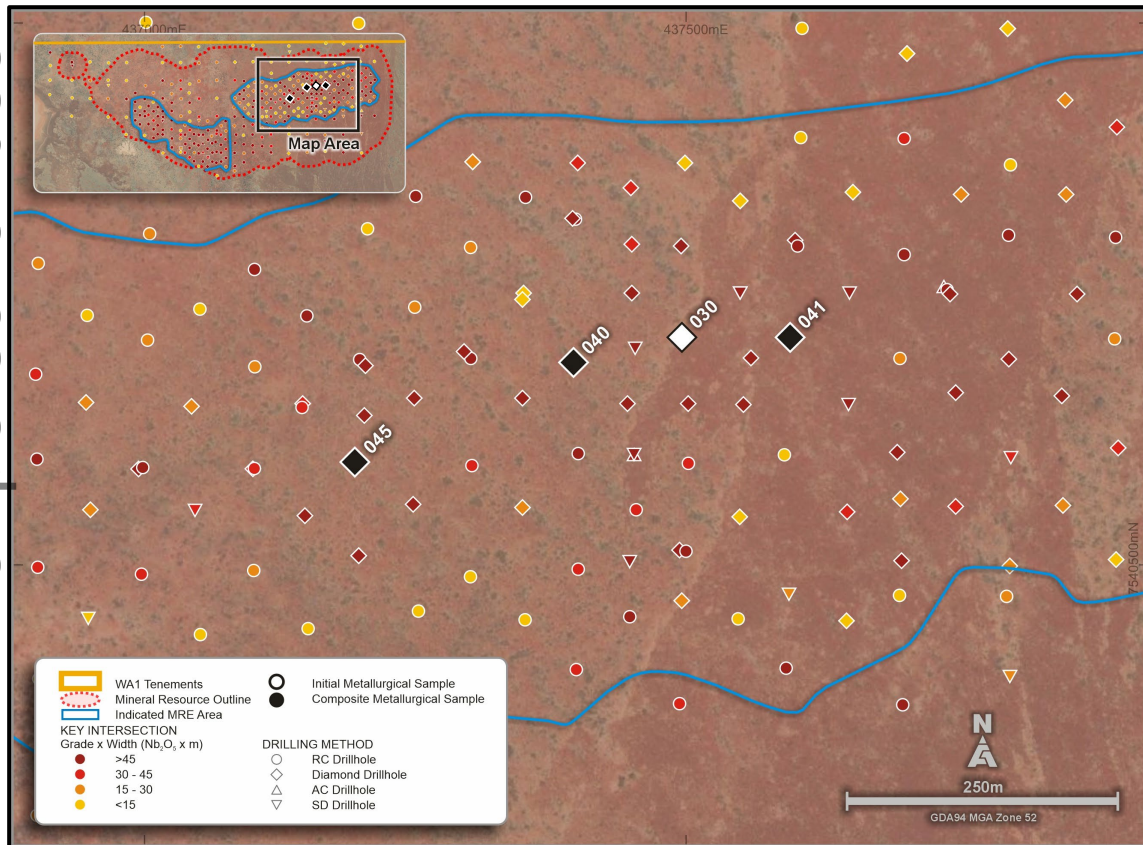 437000mE
437500mE
Map Area
040
030
041
045
7540500mN
WA1 Tenements
Mineral Resource Outline
Indicated MRE Area
KEY INTERSECTION
Grade x Width (Nb₂O₅ x m)
>45
30 - 45
15 - 30
<15
Initial Metallurgical Sample
Composite Metallurgical Sample
DRILLING METHOD
RC Drillhole
Diamond Drillhole
AC Drillhole
SD Drillhole
N
250m
GDA94 MGA Zone 52